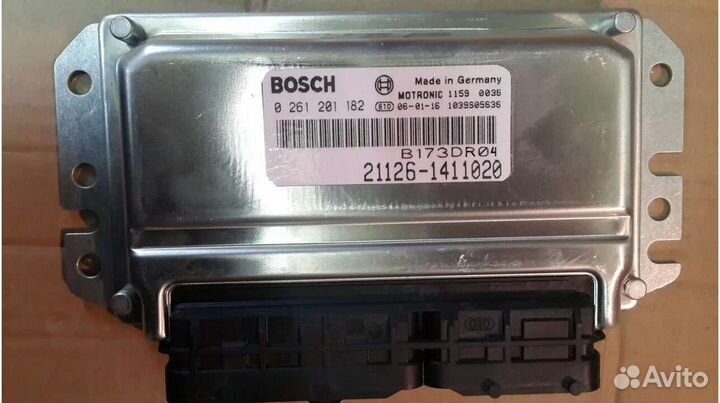 BOSCH Made in Germany
MOTRONIC 1159 0036
0 261 201 182 810 06-01-16 1039S05636
B173DR04
21126-1411020
Avito